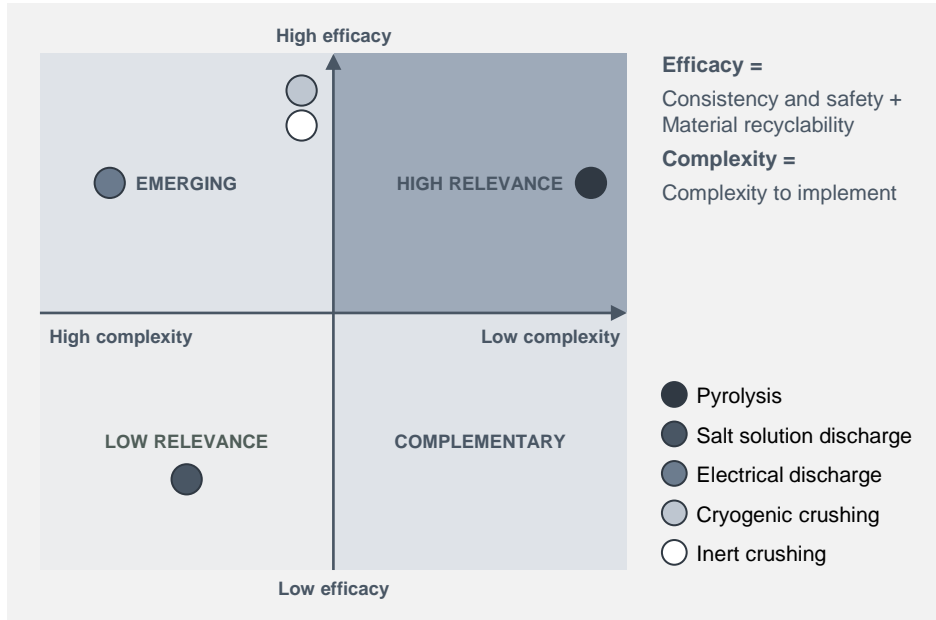 High efficacy
Efficacy =
Consistency and safety +
Material recyclability
Complexity =
Complexity to implement
EMERGING
HIGH RELEVANCE
High complexity
Low complexity
LOW RELEVANCE
COMPLEMENTARY
Low efficacy
Pyrolysis
Salt solution discharge
Electrical discharge
Cryogenic crushing
Inert crushing